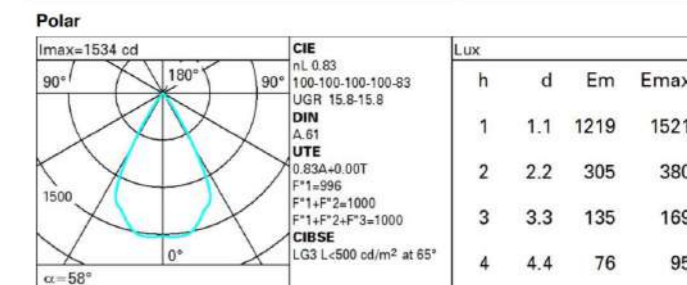 Polar
Imax=1534 cd
90° 180° 90°
1500
0°
α=58°
CIE
nL 0.83
100-100-100-100-83
UGR 15.8-15.8
DIN
A.61
UTE
0.83A+0.00T
F"1=996
F"1+F"2=1000
F"1+F"2+F"3=1000
CIBSE
LG3 L<500 cd/m² at 65°
Lux
h d Em Emax
1 1.1 1219 1521
2 2.2 305 380
3 3.3 135 169
4 4.4 76 95